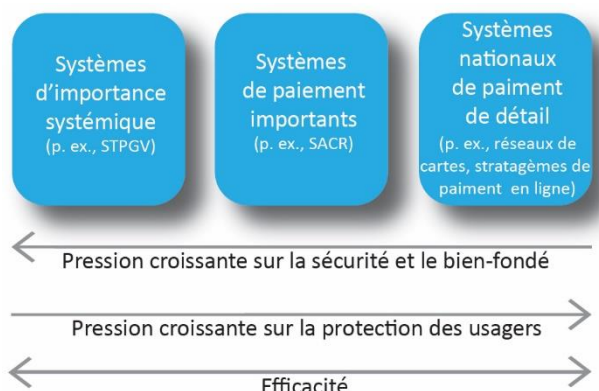 Systèmes
d'importance
systémique
(p. ex., STPGV)
Systèmes
de paiement
importants
(p. ex., SACR)
Systèmes
nationaux
de paiment
de détail
(p. ex., réseaux de
cartes, stratagèmes de
paiment en ligne)
Pression croissante sur la sécurité et le bien-fondé
Pression croissante sur la protection des usagers
Efficacité